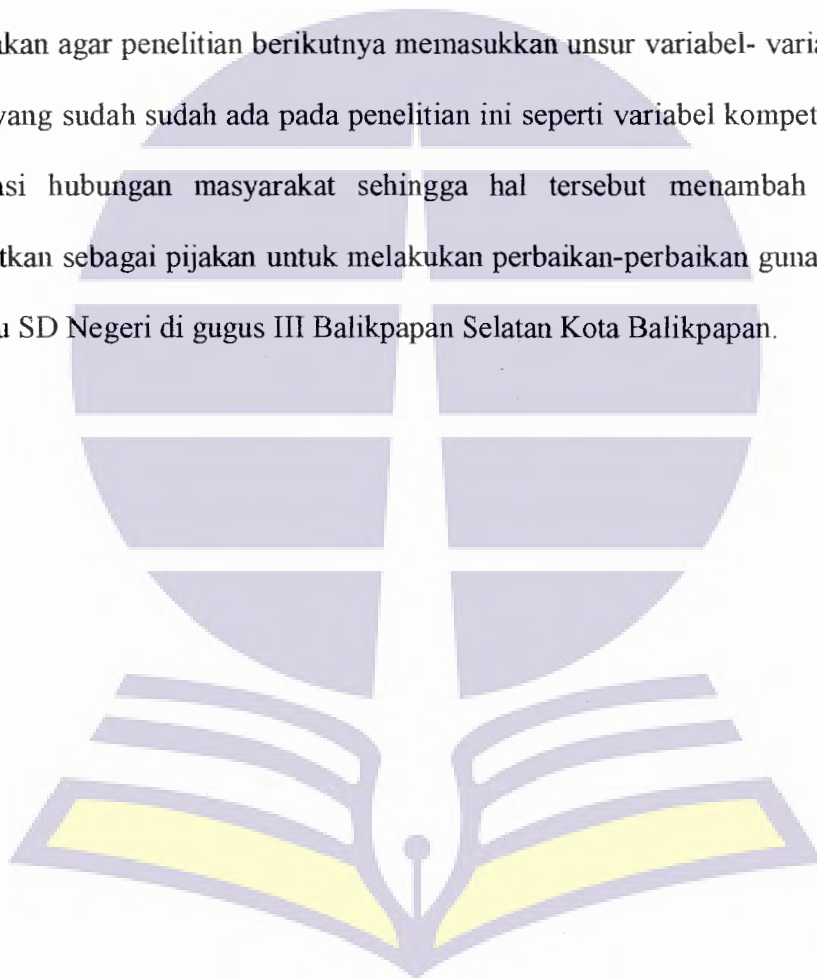 akan agar penelitian berikutnya memasukkan unsur variabel- varia
yang sudah sudah ada pada penelitian ini seperti variabel kompet
si hubungan masyarakat sehingga hal tersebut menambah
tkan sebagai pijakan untuk melakukan perbaikan-perbaikan guna
u SD Negeri di gugus III Balikpapan Selatan Kota Balikpapan.